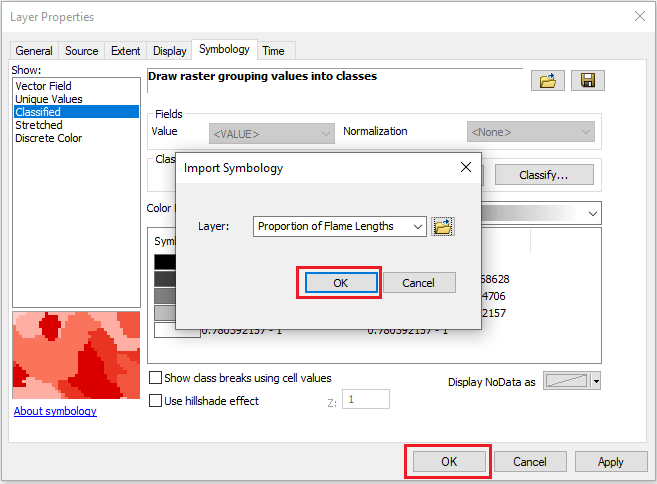 Layer Properties
General Source Extent Display Symbology Time
Show:
Vector Field
Unique Values
Classified
Stretched
Discrete Color
Draw raster grouping values into classes
Fields
Value <VALUE> Normalization <None>
Clas
Classify...
Color
Symb
68628
4706
2157
0.780392157 - 1 0.780392157 - 1
Import Symbology
Layer: Proportion of Flame Lengths
OK Cancel
Show class breaks using cell values
Display NoData as
Use hillshade effect Z: 1
About symbology
OK Cancel Apply